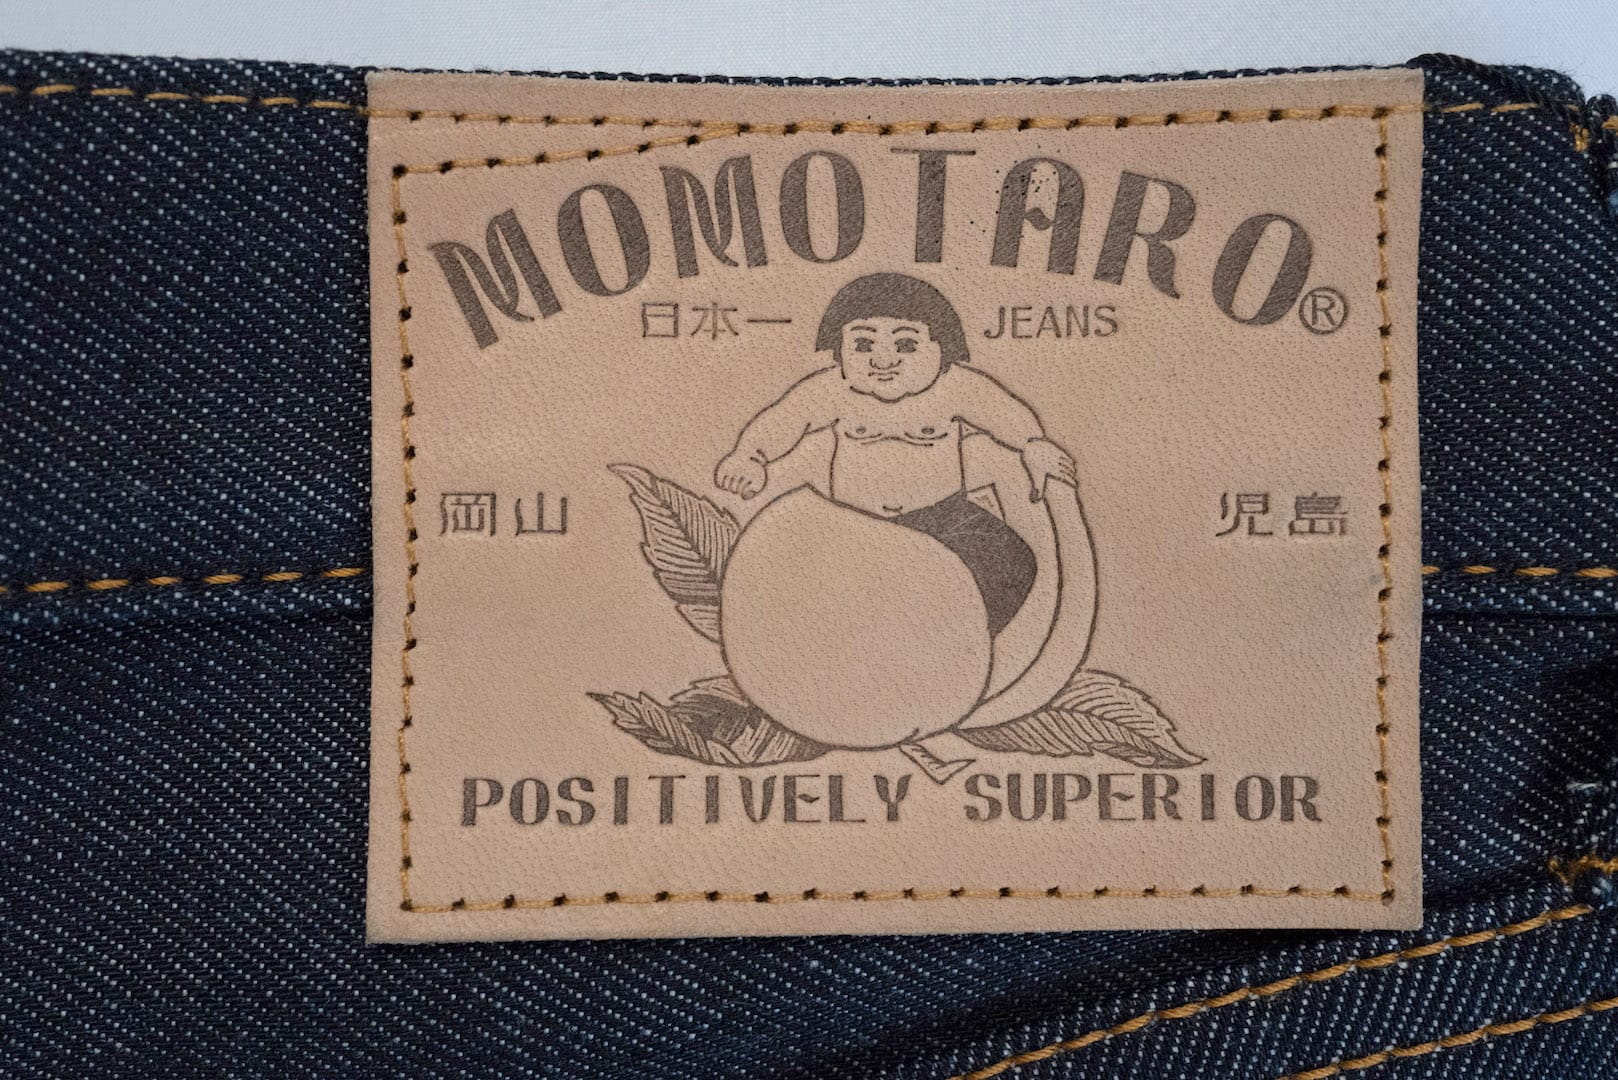 MOMOTARO®
日本一 JEANS
岡山 児島
POSITIVELY SUPERIOR